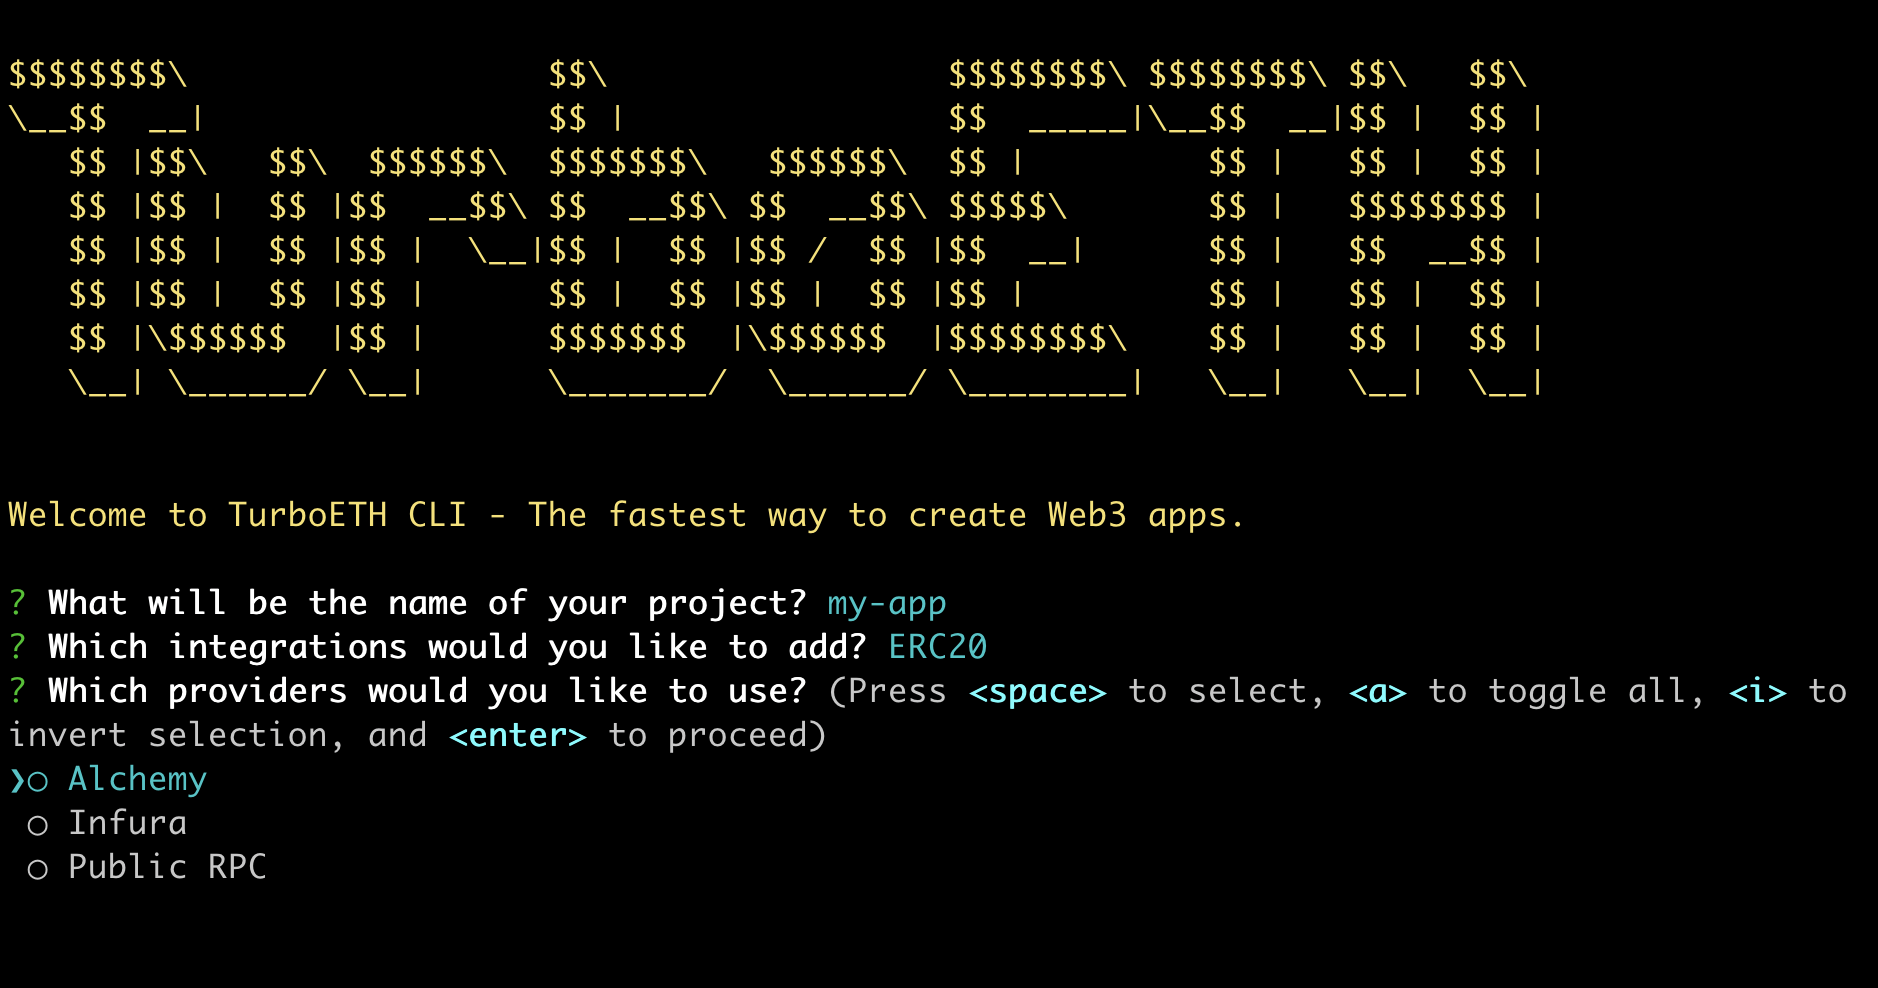 $$$$$$$$\                  $$\                 $$$$$$$$\ $$$$$$$$\ $$\   $$\
\__$$  __|                 $$ |                $$  _____|\__$$  __|$$ |  $$ |
   $$ |$$\   $$\  $$$$$$\  $$$$$$$\   $$$$$$\  $$ |         $$ |   $$ |  $$ |
   $$ |$$ |  $$ |$$  __$$\ $$  __$$\ $$  __$$\ $$$$$\       $$ |   $$$$$$$$ |
   $$ |$$ |  $$ |$$ |  \__|$$ |  $$ |$$ /  $$ |$$  __|      $$ |   $$  __$$ |
   $$ |$$ |  $$ |$$ |      $$ |  $$ |$$ |  $$ |$$ |         $$ |   $$ |  $$ |
   $$ |\$$$$$$  |$$ |      $$$$$$$  |\$$$$$$  |$$$$$$$$\    $$ |   $$ |  $$ |
   \__| \______/ \__|      \_______/  \______/ \________|   \__|   \__|  \__|
Welcome to TurboETH CLI - The fastest way to create Web3 apps.
? What will be the name of your project? my-app
? Which integrations would you like to add? ERC20
? Which providers would you like to use? (Press <space> to select, <a> to toggle all, <i> to
invert selection, and <enter> to proceed)
❯○ Alchemy
 ○ Infura
 ○ Public RPC